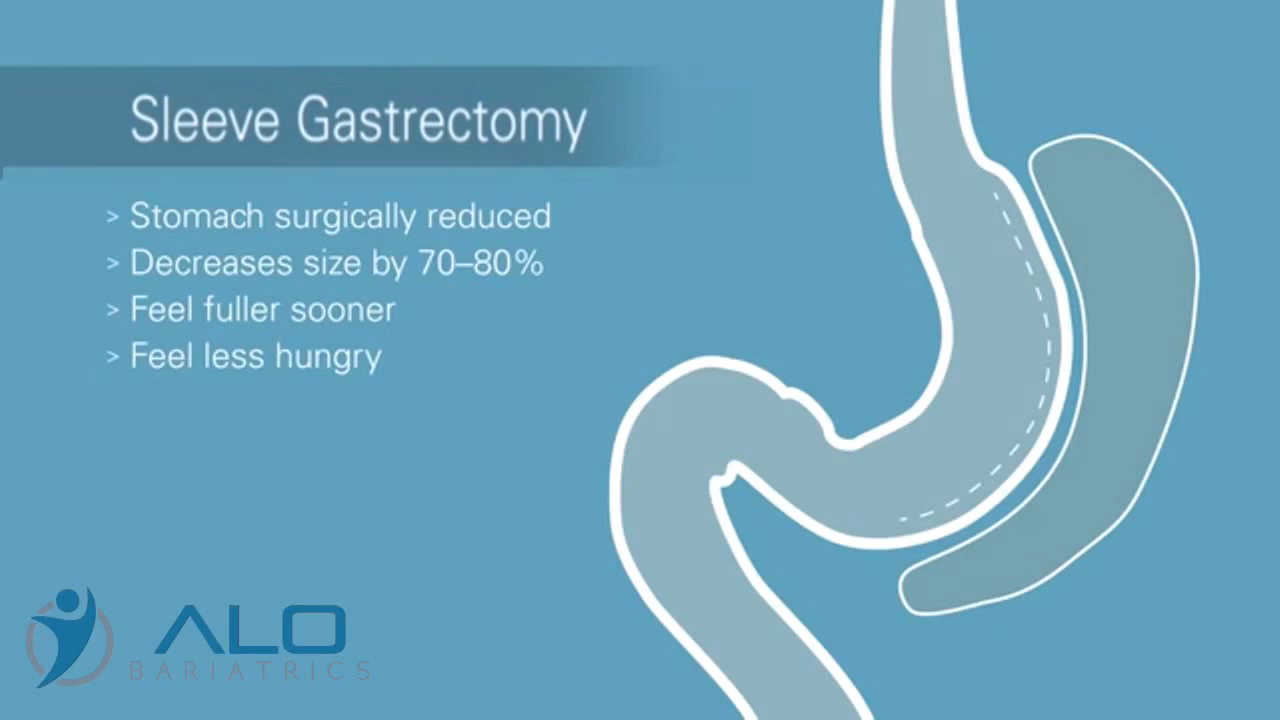 Sleeve Gastrectomy
> Stomach surgically reduced
> Decreases size by 70–80%
> Feel fuller sooner
> Feel less hungry
ALO
BARIATRICS